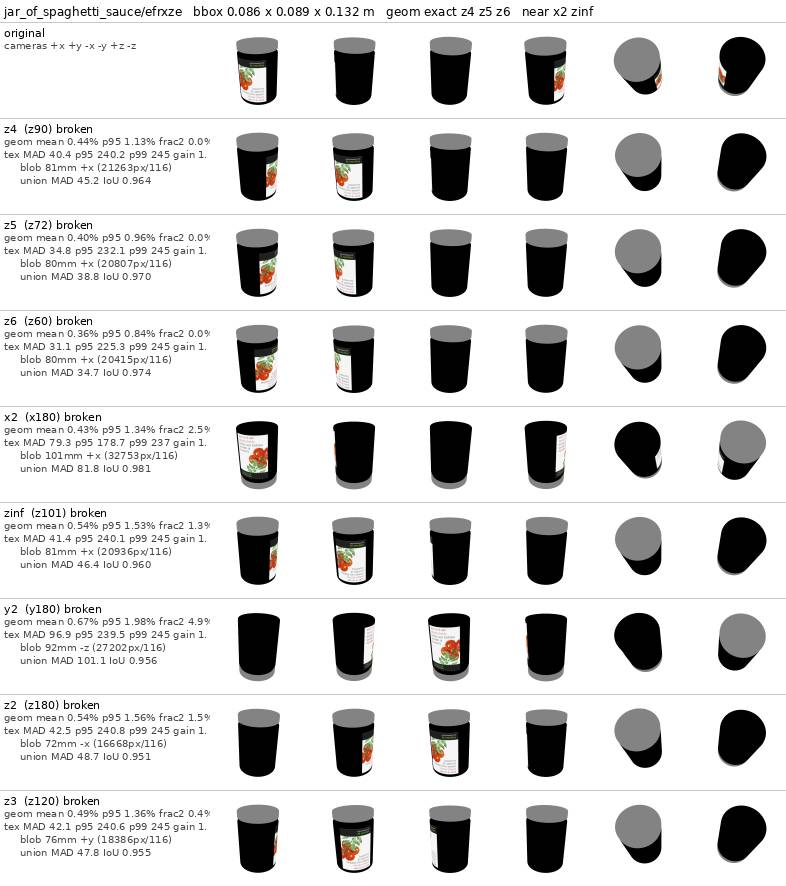 jar_of_spaghetti_sauce/efrxze   bbox 0.086 x 0.089 x 0.132 m   geom exact z4 z5 z6   near x2 zinf
original
cameras +x +y -x -y +z -z
z4  (z90) broken
geom mean 0.44% p95 1.13% frac2 0.0%
tex MAD 40.4 p95 240.2 p99 245 gain 1.
blob 81mm +x (21263px/116)
union MAD 45.2 IoU 0.964
z5  (z72) broken
geom mean 0.40% p95 0.96% frac2 0.0%
tex MAD 34.8 p95 232.1 p99 245 gain 1.
blob 80mm +x (20807px/116)
union MAD 38.8 IoU 0.970
z6  (z60) broken
geom mean 0.36% p95 0.84% frac2 0.0%
tex MAD 31.1 p95 225.3 p99 245 gain 1.
blob 80mm +x (20415px/116)
union MAD 34.7 IoU 0.974
x2  (x180) broken
geom mean 0.43% p95 1.34% frac2 2.5%
tex MAD 79.3 p95 178.7 p99 237 gain 1.
blob 101mm +x (32753px/116)
union MAD 81.8 IoU 0.981
zinf  (z101) broken
geom mean 0.54% p95 1.53% frac2 1.3%
tex MAD 41.4 p95 240.1 p99 245 gain 1.
blob 81mm +x (20936px/116)
union MAD 46.4 IoU 0.960
y2  (y180) broken
geom mean 0.67% p95 1.98% frac2 4.9%
tex MAD 96.9 p95 239.5 p99 245 gain 1.
blob 92mm -z (27202px/116)
union MAD 101.1 IoU 0.956
z2  (z180) broken
geom mean 0.54% p95 1.56% frac2 1.5%
tex MAD 42.5 p95 240.8 p99 245 gain 1.
blob 72mm -x (16668px/116)
union MAD 48.7 IoU 0.951
z3  (z120) broken
geom mean 0.49% p95 1.36% frac2 0.4%
tex MAD 42.1 p95 240.6 p99 245 gain 1.
blob 76mm +y (18386px/116)
union MAD 47.8 IoU 0.955